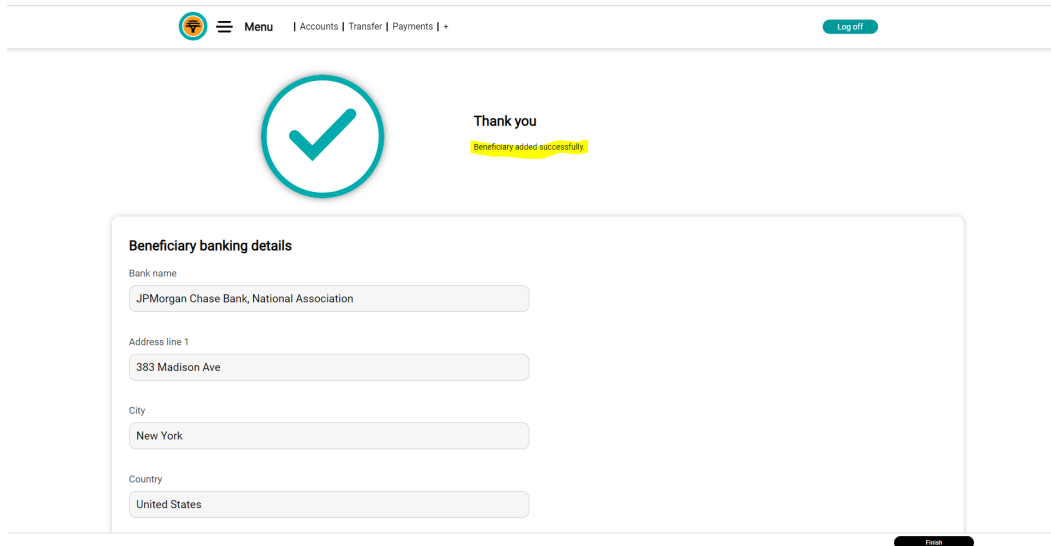 Menu | Accounts | Transfer | Payments | +
Log off
Thank you
Beneficiary added successfully.
Beneficiary banking details
Bank name
JPMorgan Chase Bank, National Association
Address line 1
383 Madison Ave
City
New York
Country
United States
Finish